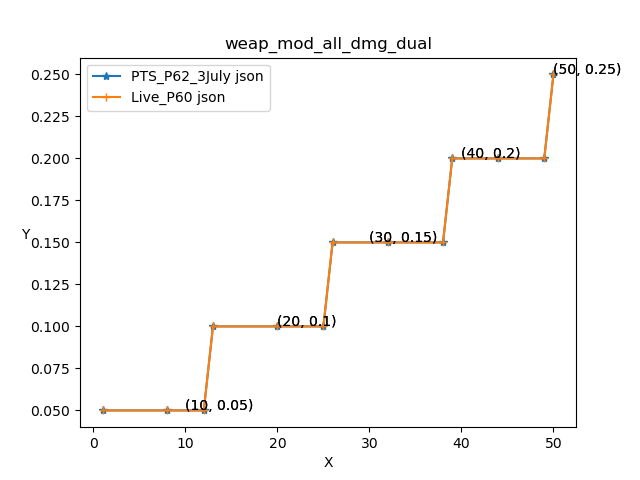 weap_mod_all_dmg_dual
PTS_P62_3July json
Live_P60 json
(50, 0.25)
(40, 0.2)
(30, 0.15)
(20, 0.1)
(10, 0.05)
0.250
0.225
0.200
0.175
0.150
0.125
0.100
0.075
0.050
Y
0 10 20 30 40 50
X